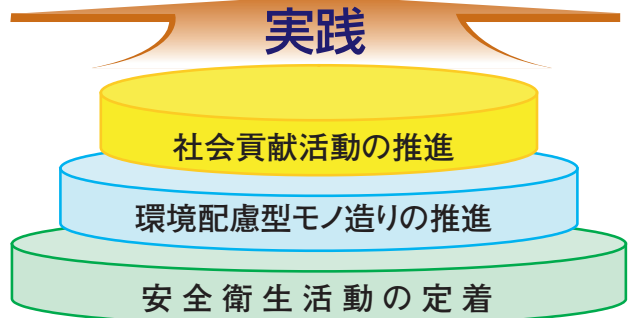 実践
社会貢献活動の推進
環境配慮型モノ造りの推進
安全衛生活動の定着